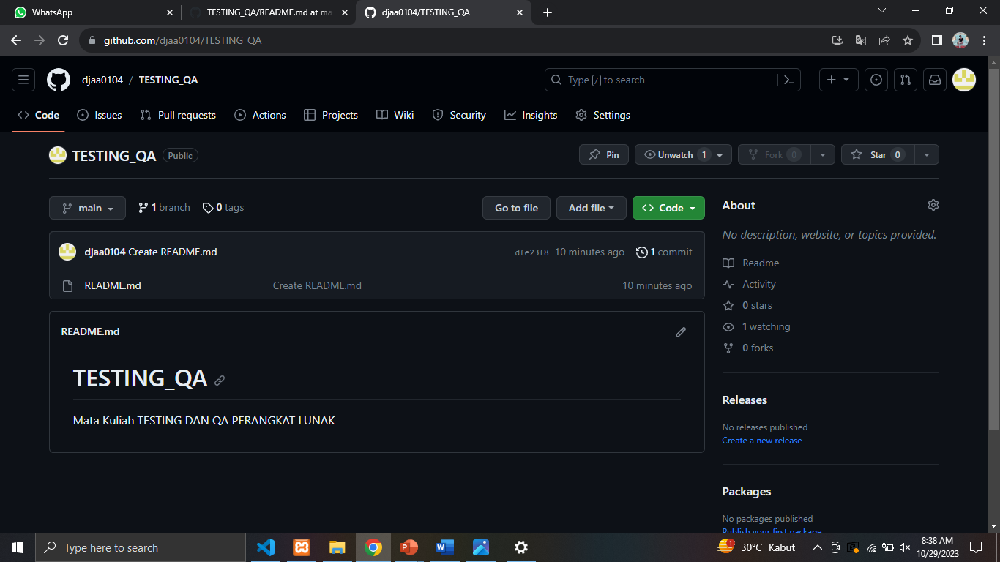 WhatsApp
TESTING_QA/README.md at ma
djaa0104/TESTING_QA
github.com/djaa0104/TESTING_QA
djaa0104 / TESTING_QA
Type / to search
Code Issues Pull requests Actions Projects Wiki Security Insights Settings
TESTING_QA Public
Pin Unwatch 1 Fork 0 Star 0
main 1 branch 0 tags
Go to file Add file Code
djaa0104 Create README.md dfe23f8 10 minutes ago 1 commit
README.md Create README.md 10 minutes ago
README.md
TESTING_QA
Mata Kuliah TESTING DAN QA PERANGKAT LUNAK
About
No description, website, or topics provided.
Readme
Activity
0 stars
1 watching
0 forks
Releases
No releases published
Create a new release
Packages
No packages published
Publish your first package
Type here to search
1
30°C Kabut
8:38 AM
10/29/2023